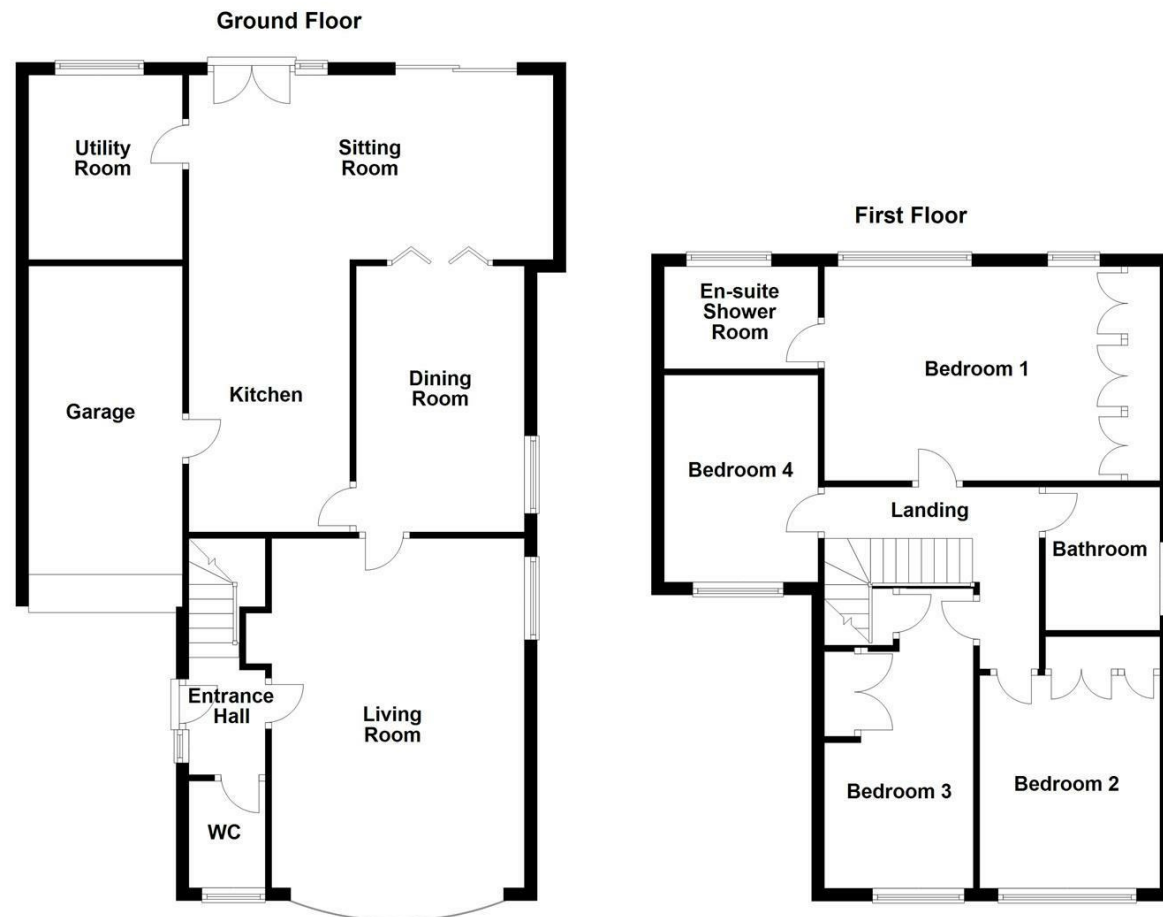 Ground Floor
Utility
Room
Sitting
Room
Garage
Kitchen
Dining
Room
Entrance
Hall
Living
Room
WC
First Floor
En-suite
Shower
Room
Bedroom 1
Bedroom 4
Landing
Bathroom
Bedroom 3
Bedroom 2